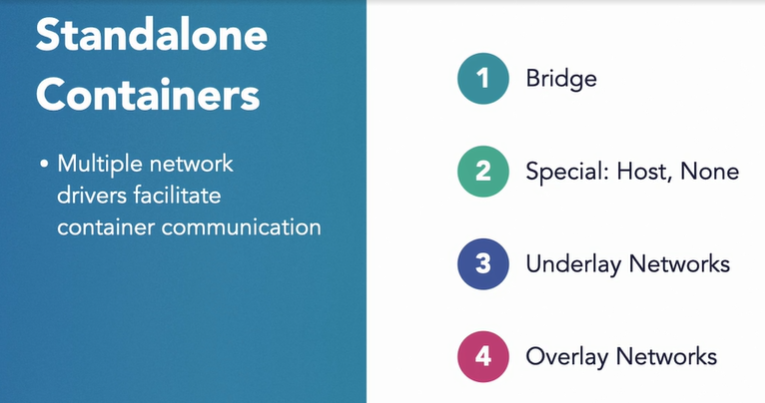 Standalone
Containers
• Multiple network
drivers facilitate
container communication
1 Bridge
2 Special: Host, None
3 Underlay Networks
4 Overlay Networks